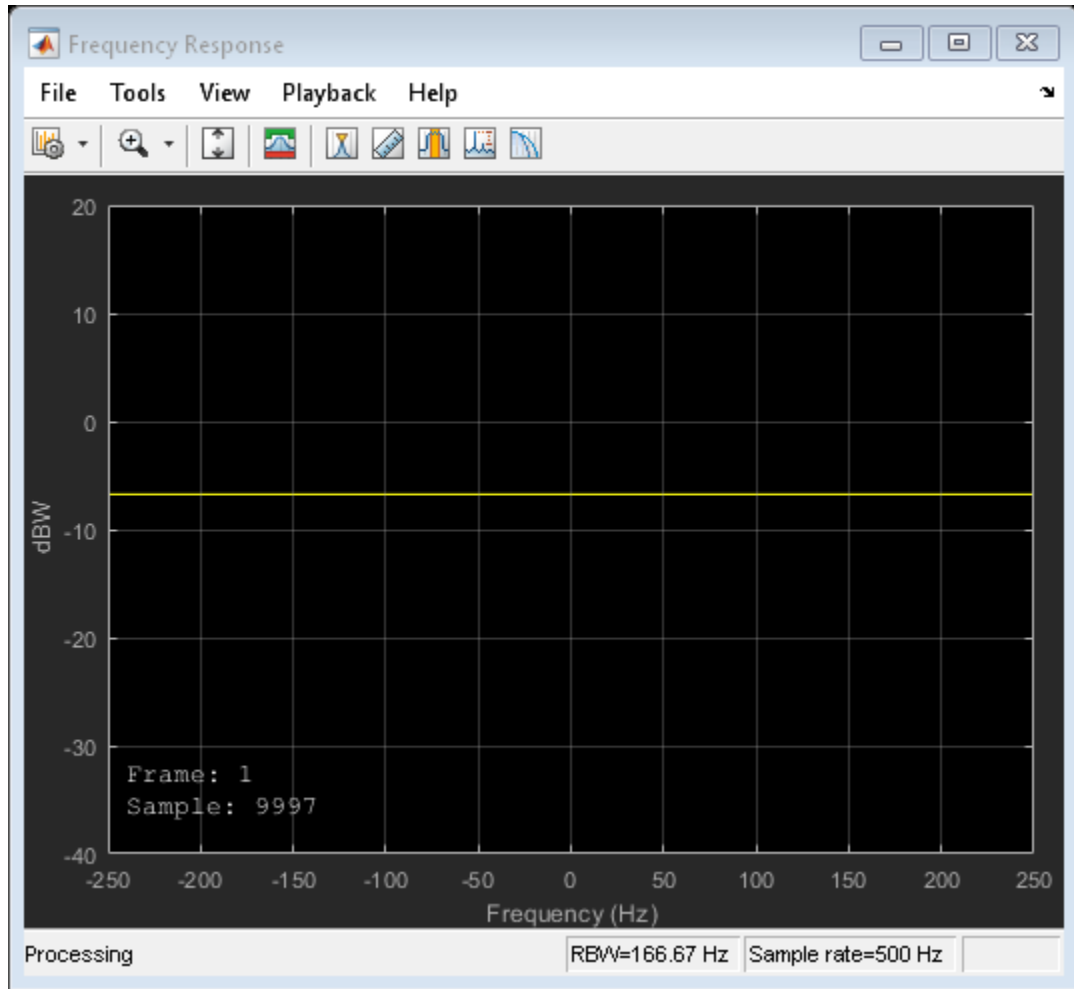 Frequency Response
File Tools View Playback Help
20
10
0
-10
-20
-30
-40
dBW
Frame: 1
Sample: 9997
-250 -200 -150 -100 -50 0 50 100 150 200 250
Frequency (Hz)
Processing RBW=166.67 Hz Sample rate=500 Hz